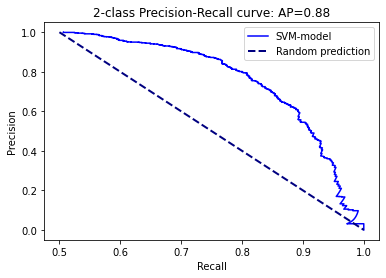 2-class Precision-Recall curve: AP=0.88
SVM-model
Random prediction
Precision
1.0
0.8
0.6
0.4
0.2
0.0
0.5 0.6 0.7 0.8 0.9 1.0
Recall